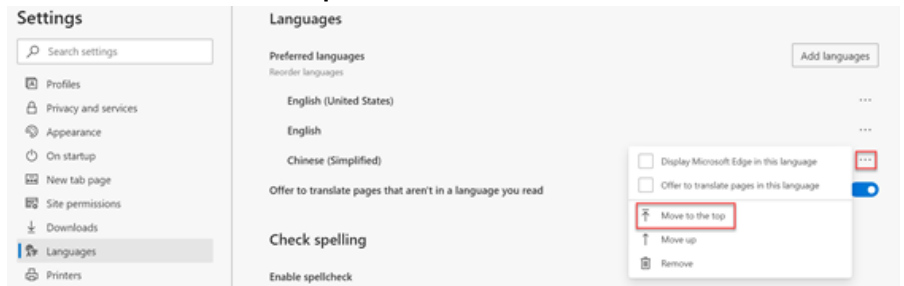 Settings
Search settings
Profiles
Privacy and services
Appearance
On startup
New tab page
Site permissions
Downloads
Languages
Printers
Languages
Preferred languages
Add languages
Reorder languages
English (United States)
English
Chinese (Simplified)
Display Microsoft Edge in this language
Offer to translate pages in this language
Move to the top
Move up
Remove
Offer to translate pages that aren't in a language you read
Check spelling
Enable spellcheck